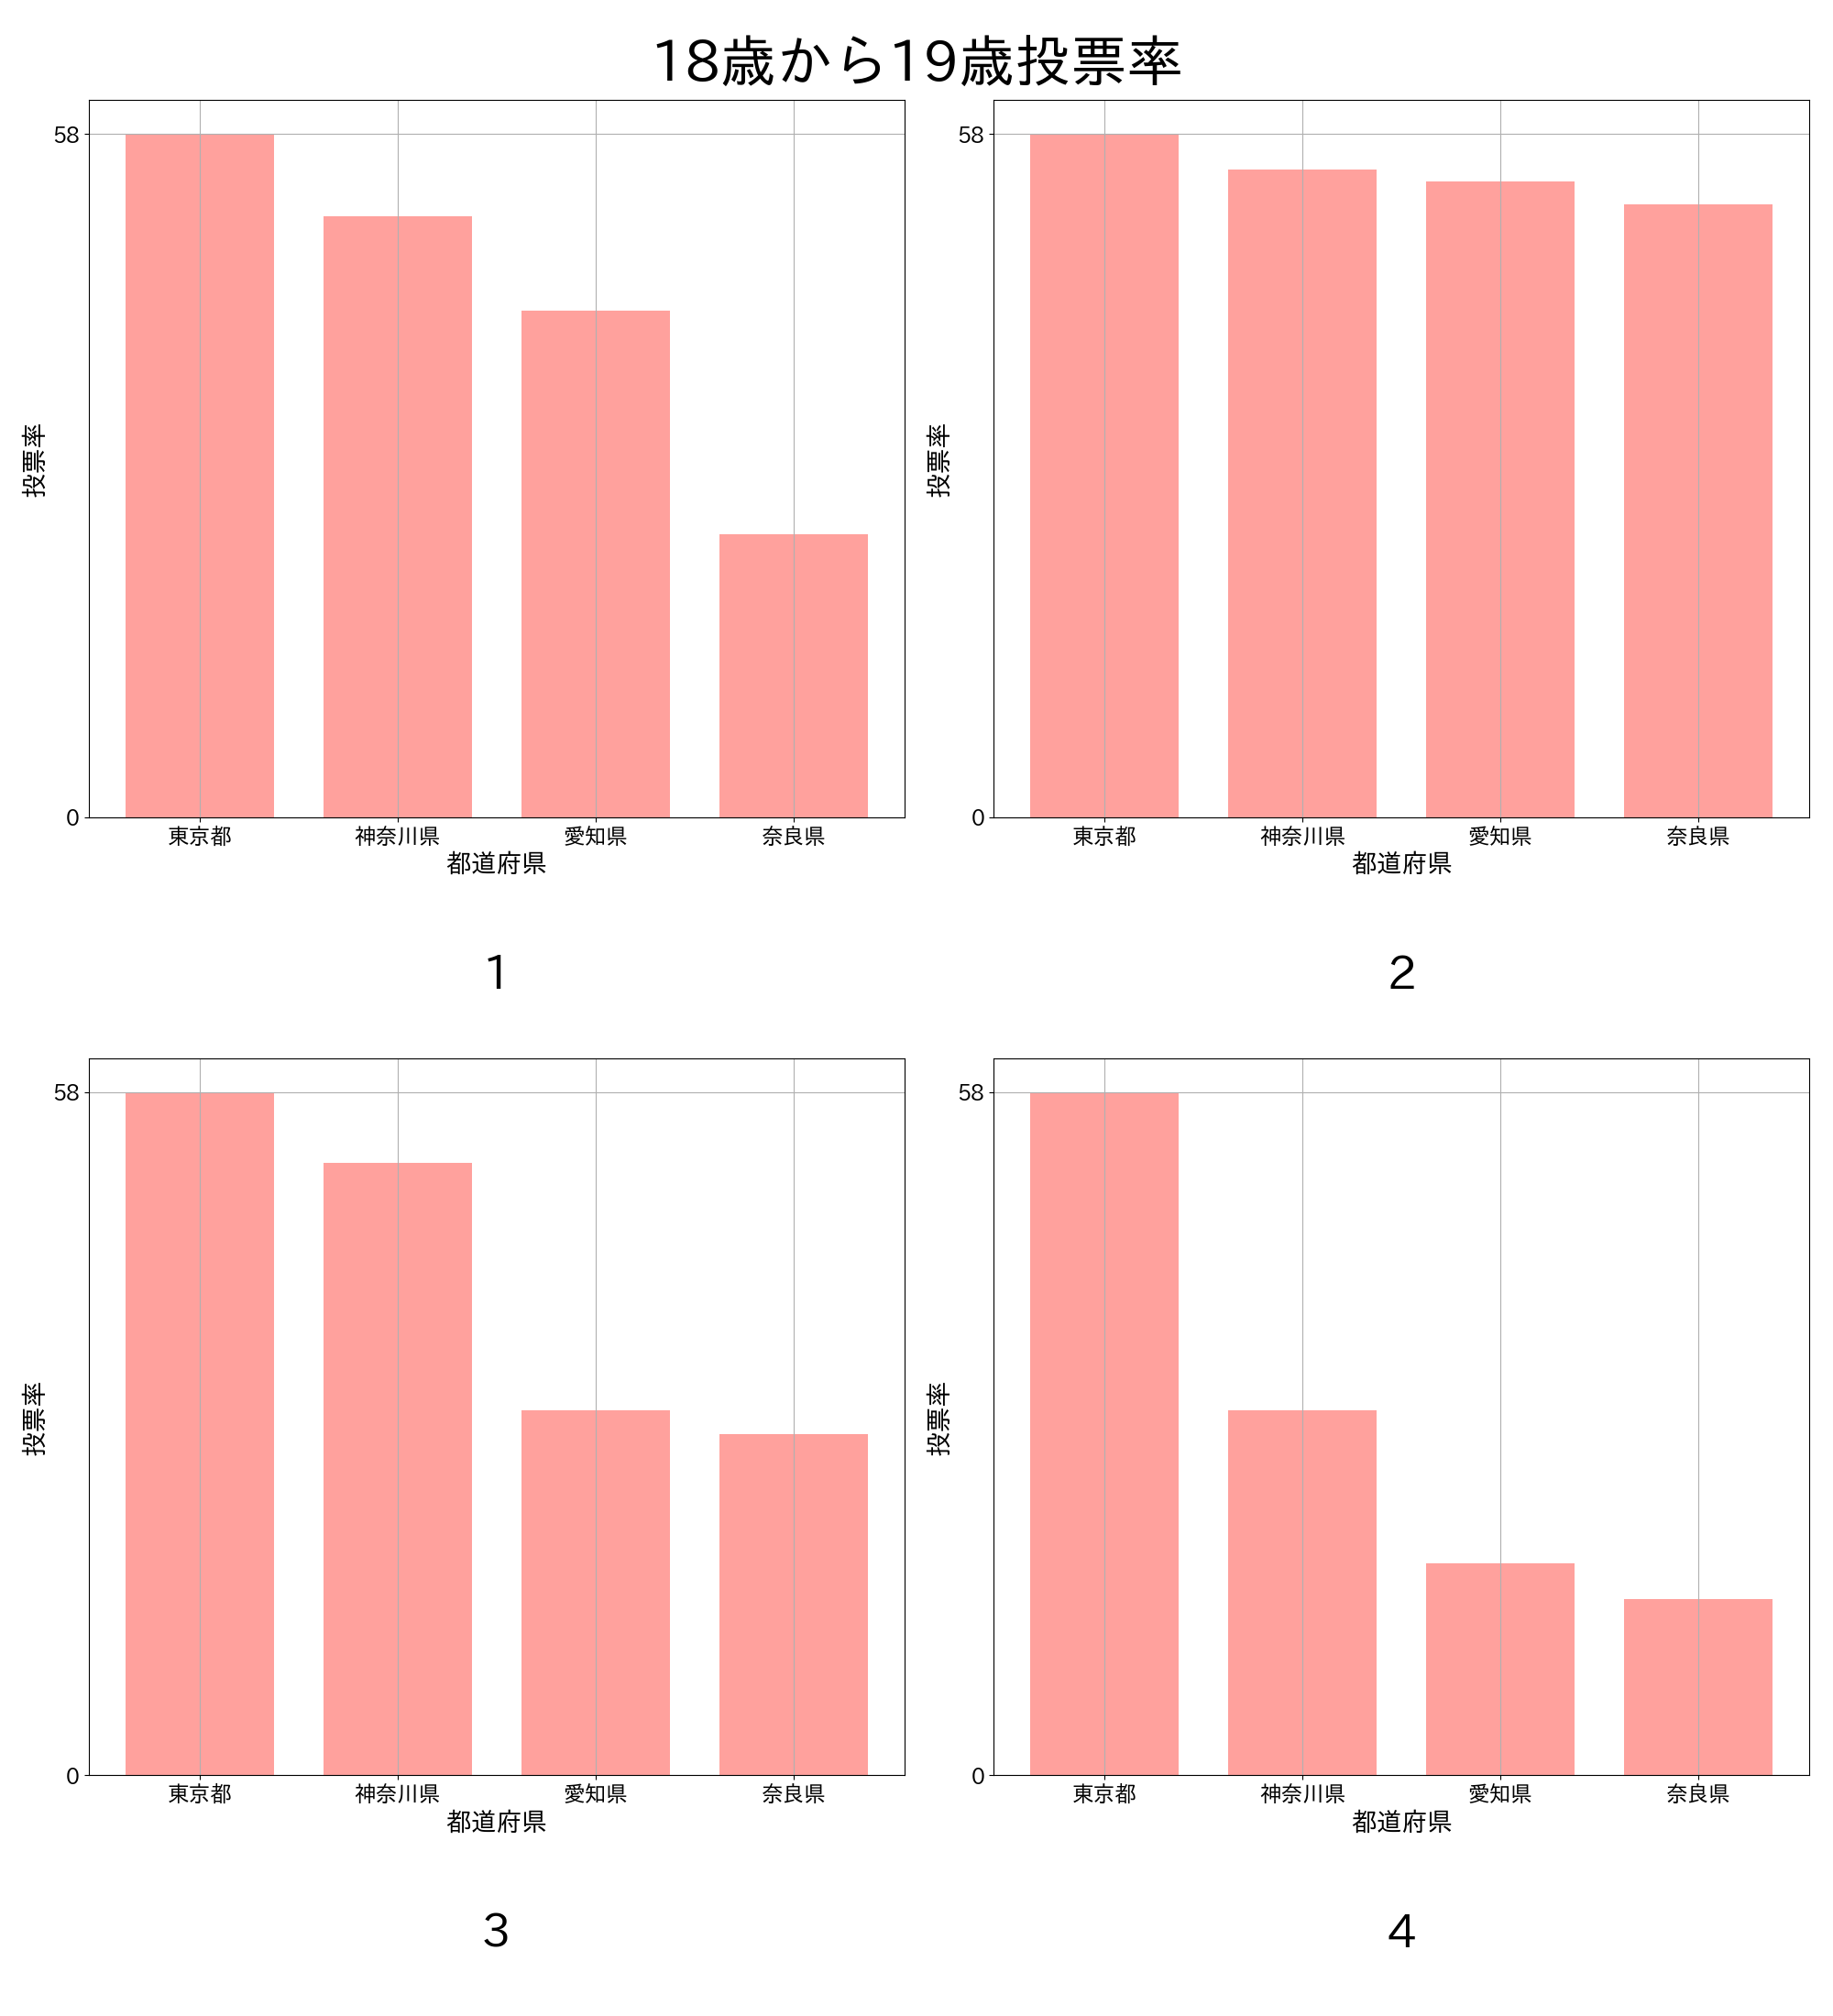 18歳から19歳投票率
58
0
投票率
東京都 神奈川県 愛知県 奈良県
都道府県
1
58
0
投票率
東京都 神奈川県 愛知県 奈良県
都道府県
2
58
0
投票率
東京都 神奈川県 愛知県 奈良県
都道府県
3
58
0
投票率
東京都 神奈川県 愛知県 奈良県
都道府県
4